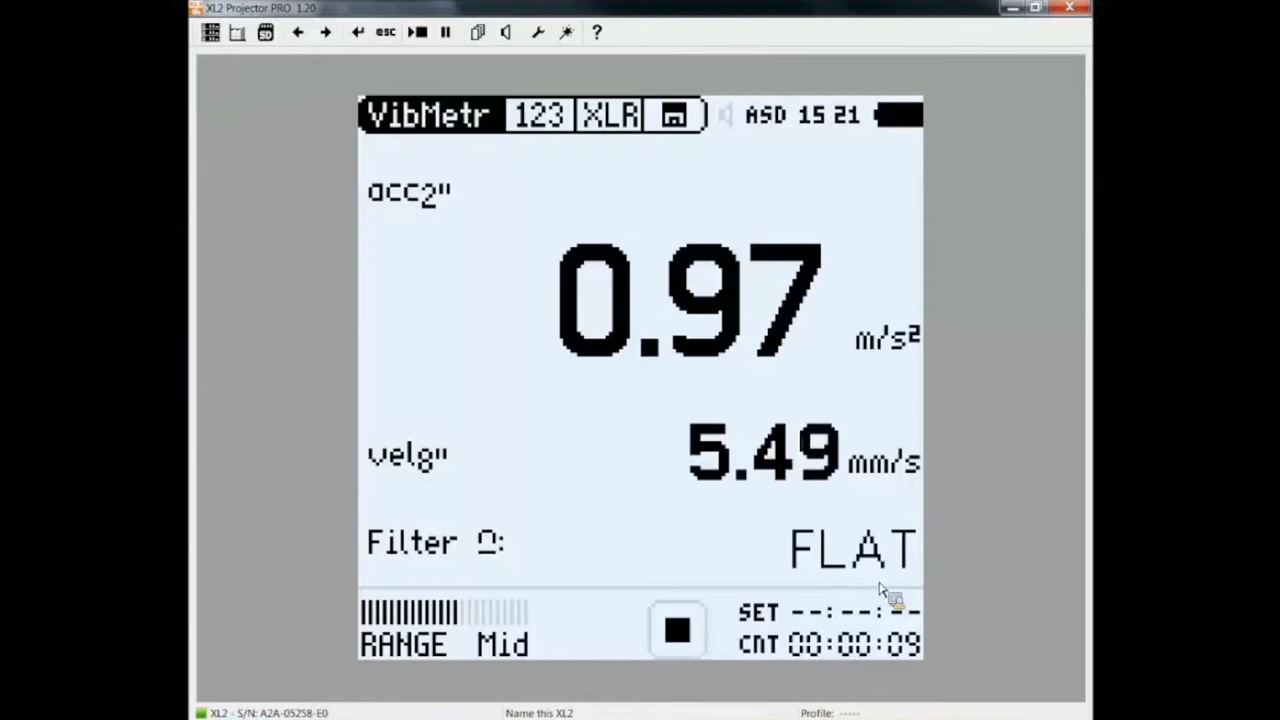 XL2 Projector PRO 1.20
esc ?
VibMetr 123 XLR ASD 15 21
acc2"
0.97 m/s²
vel8" 5.49 mm/s
Filter Ω: FLAT
SET --:--:--
RANGE Mid CNT 00:00:09
XL2 - S/N: A2A-05258-E0 Name this XL2 Profile: -----